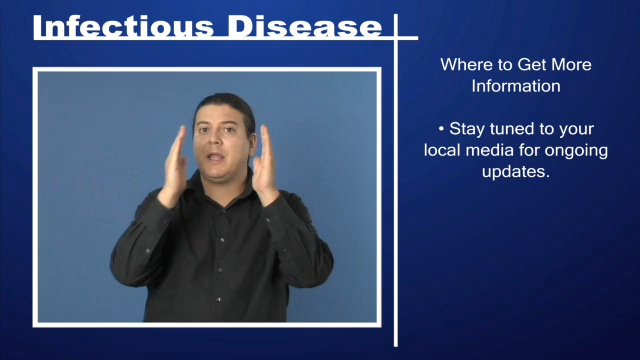 Infectious Disease
Where to Get More
Information
• Stay tuned to your
local media for ongoing
updates.